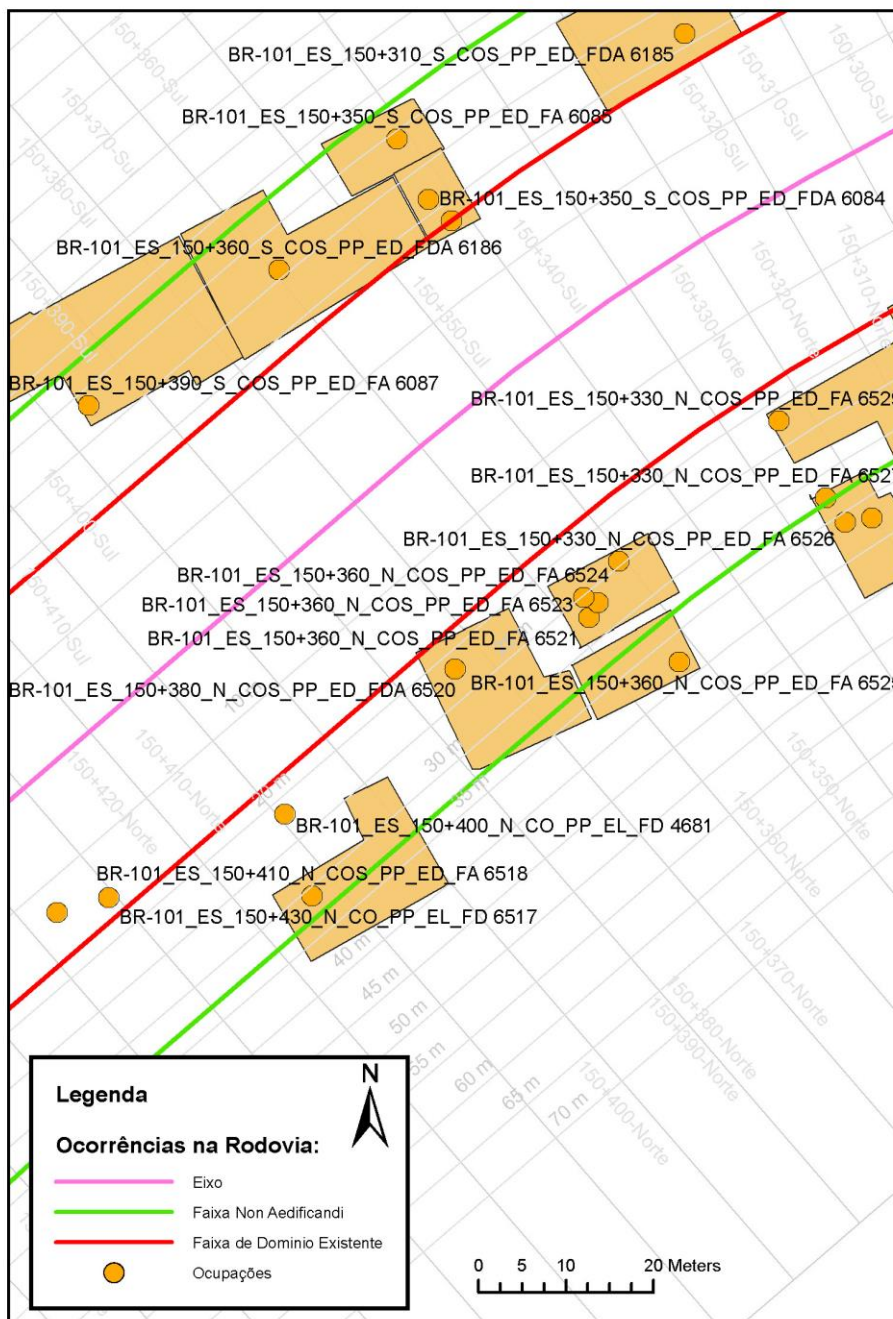 150+360-Sul
150+300-Sul
BR-101_ES_150+310_S_COS_PP_ED_FDA 6185
150+310-Sul
150+370-Sul
150+320-Sul
BR-101_ES_150+350_S_COS_PP_ED_FA 6085
150+380-Sul
BR-101_ES_150+350_S_COS_PP_ED_FDA 6084
BR-101_ES_150+360_S_COS_PP_ED_FDA 6186
150+340-Sul
150+310-Norte
150+320-Norte
150+390-Sul
150+350-Sul
150+330-Norte
BR-101_ES_150+390_S_COS_PP_ED_FA 6087
BR-101_ES_150+330_N_COS_PP_ED_FA 6529
BR-101_ES_150+330_N_COS_PP_ED_FA 6527
150+400-Sul
BR-101_ES_150+330_N_COS_PP_ED_FA 6526
BR-101_ES_150+360_N_COS_PP_ED_FA 6524
BR-101_ES_150+360_N_COS_PP_ED_FA 6523
150+410-Sul
BR-101_ES_150+360_N_COS_PP_ED_FA 6521
BR-101_ES_150+380_N_COS_PP_ED_FDA 6520
BR-101_ES_150+360_N_COS_PP_ED_FA 6529
30 m
35 m
150+350-Norte
150+410-Norte
150+420-Norte
150+360-Norte
BR-101_ES_150+400_N_CO_PP_EL_FD 4681
BR-101_ES_150+410_N_COS_PP_ED_FA 6518
BR-101_ES_150+430_N_CO_PP_EL_FD 6517
40 m
45 m
50 m
55 m
60 m
65 m
70 m
150+370-Norte
150+380-Norte
150+390-Norte
150+400-Norte
Legenda
N
Ocorrências na Rodovia:
Eixo
Faixa Non Aedificandi
Faixa de Dominio Existente
Ocupações
0 5 10 20 Meters